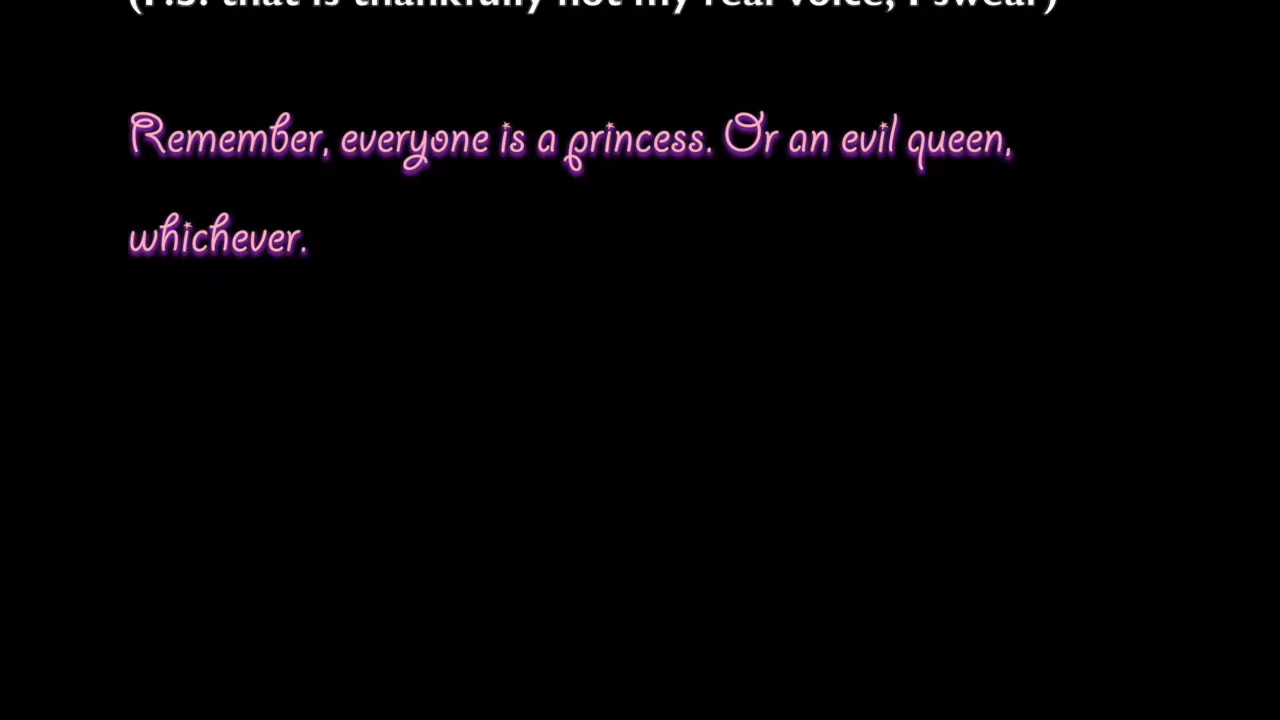 (P.S. that is thankfully not my real voice, I swear)
Remember, everyone is a princess. Or an evil queen,
whichever.